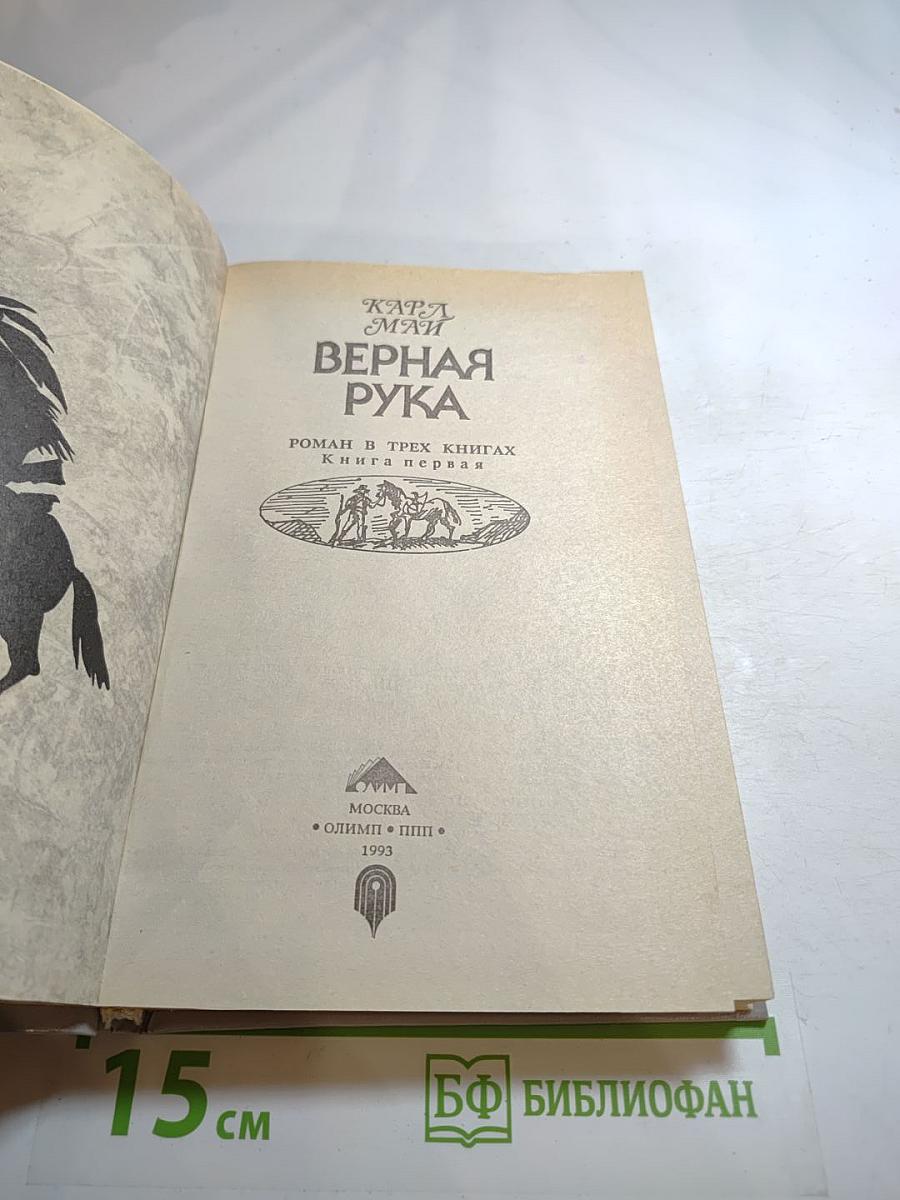 КАРЛ
МАЙ
ВЕРНАЯ
РУКА
РОМАН В ТРЕХ КНИГАХ
Книга первая
ОЛИМП
МОСКВА
• ОЛИМП • ППП •
1993
15 см
БФ БИБЛИОФАН